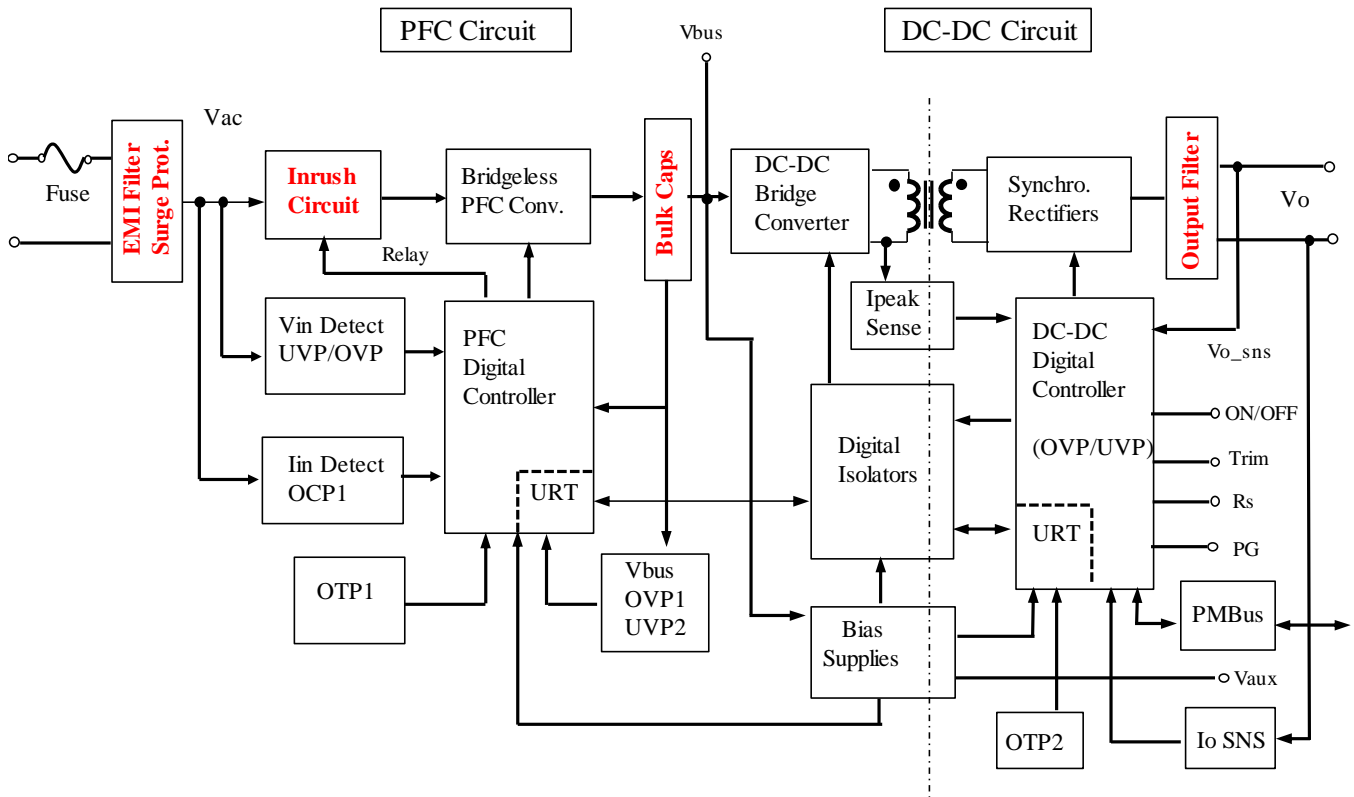 PFC Circuit
Vbus
DC-DC Circuit
Vac
Fuse
EMI Filter
Surge Prot.
Inrush
Circuit
Bridgeless
PFC Conv.
Bulk Caps
DC-DC
Bridge
Converter
Synchro.
Rectifiers
Output Filter
Vo
Relay
Vin Detect
UVP/OVP
PFC
Digital
Controller
URT
Ipeak
Sense
DC-DC
Digital
Controller
(OVP/UVP)
URT
Vo_sns
ON/OFF
Trim
Rs
PG
Iin Detect
OCP1
Digital
Isolators
OTP1
Vbus
OVP1
UVP2
Bias
Supplies
PMBus
Vaux
OTP2
Io SNS